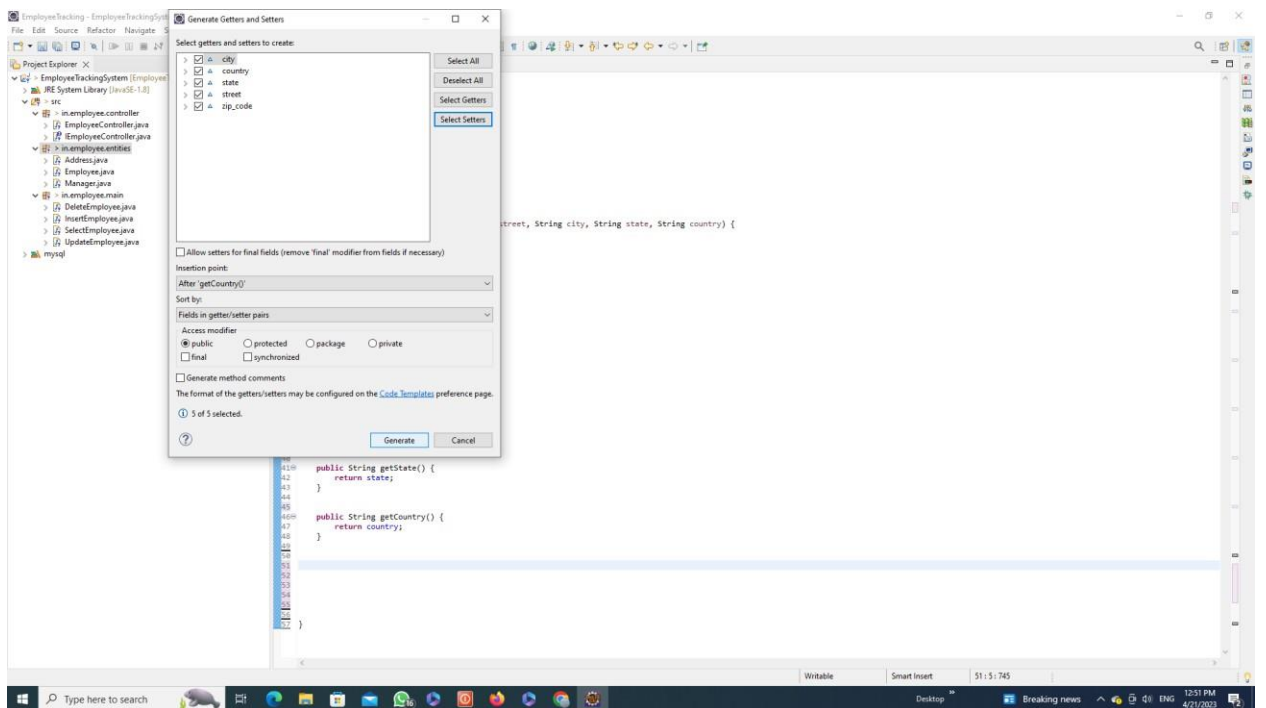 EmployeeTracking - EmployeeTrackingSyst
File Edit Source Refactor Navigate S
Project Explorer
EmployeeTrackingSystem [Employee
JRE System Library [JavaSE-1.8]
> src
> in.employee.controller
EmployeeController.java
IEmployeeController.java
> in.employee.entities
Address.java
Employee.java
Manager.java
> in.employee.main
DeleteEmployee.java
InsertEmployee.java
SelectEmployee.java
UpdateEmployee.java
mysql
Generate Getters and Setters
Select getters and setters to create:
city
country
state
street
zip_code
Select All
Deselect All
Select Getters
Select Setters
Allow setters for final fields (remove 'final' modifier from fields if necessary)
Insertion point:
After 'getCountry()'
Sort by:
Fields in getter/setter pairs
Access modifier
public protected package private
final synchronized
Generate method comments
The format of the getters/setters may be configured on the Code Templates preference page.
5 of 5 selected.
Generate Cancel
street, String city, String state, String country) {
41 public String getState() {
42 return state;
43 }
44
45
46 public String getCountry() {
47 return country;
48 }
49
50
51
52
53
54
55
56
57 }
Writable Smart Insert 51 : 5 : 745
Type here to search
Desktop
Breaking news
ENG
12:51 PM
4/21/2023